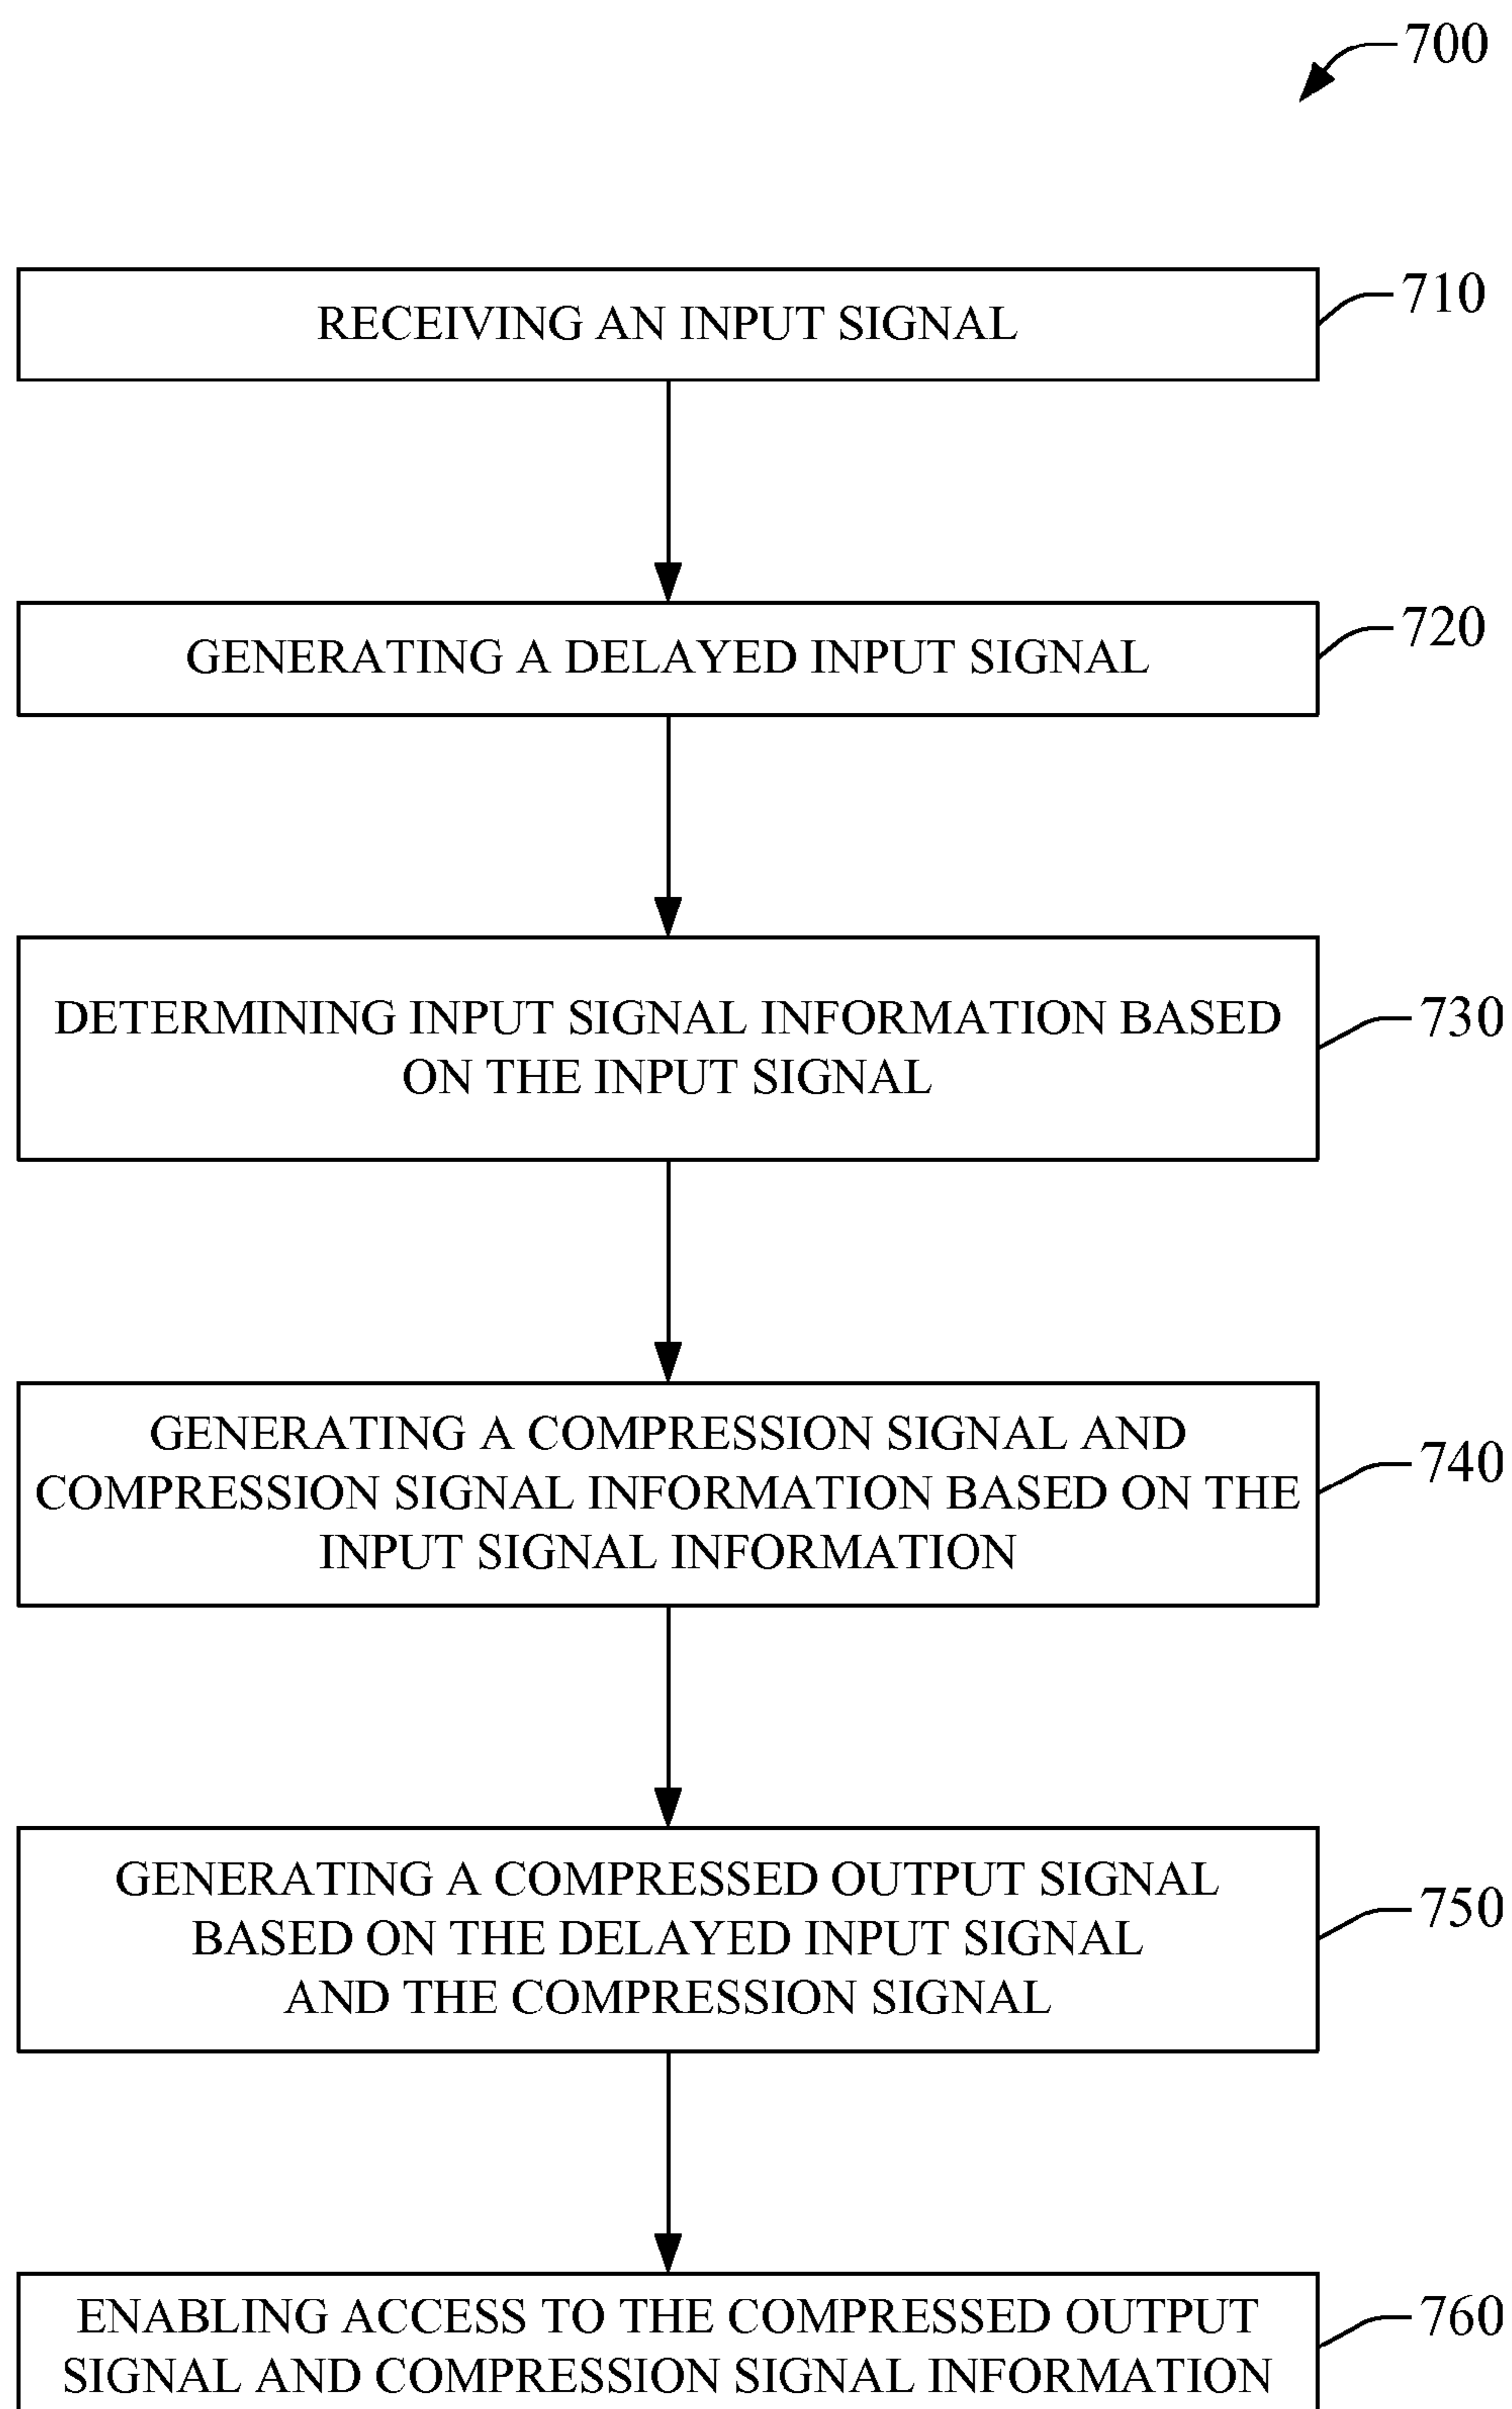 700
RECEIVING AN INPUT SIGNAL
710
GENERATING A DELAYED INPUT SIGNAL
720
DETERMINING INPUT SIGNAL INFORMATION BASED
ON THE INPUT SIGNAL
730
GENERATING A COMPRESSION SIGNAL AND
COMPRESSION SIGNAL INFORMATION BASED ON THE
INPUT SIGNAL INFORMATION
740
GENERATING A COMPRESSED OUTPUT SIGNAL
BASED ON THE DELAYED INPUT SIGNAL
AND THE COMPRESSION SIGNAL
750
ENABLING ACCESS TO THE COMPRESSED OUTPUT
SIGNAL AND COMPRESSION SIGNAL INFORMATION
760